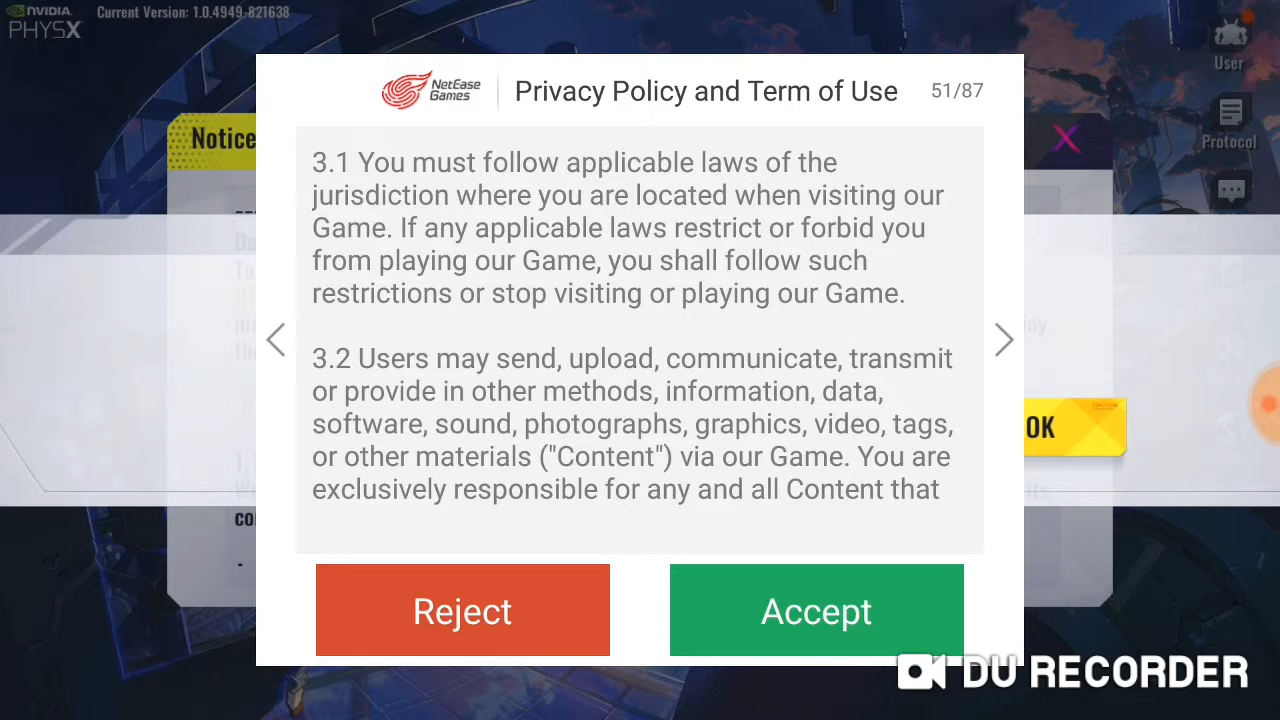 NVIDIA
PHYSX
Current Version: 1.0.4949-821638
User
Protocol
Notice
NetEase
Games
Privacy Policy and Term of Use
51/87
3.1 You must follow applicable laws of the
jurisdiction where you are located when visiting our
Game. If any applicable laws restrict or forbid you
from playing our Game, you shall follow such
restrictions or stop visiting or playing our Game.
3.2 Users may send, upload, communicate, transmit
or provide in other methods, information, data,
software, sound, photographs, graphics, video, tags,
or other materials ("Content") via our Game. You are
exclusively responsible for any and all Content that
OK
Reject
Accept
DU RECORDER